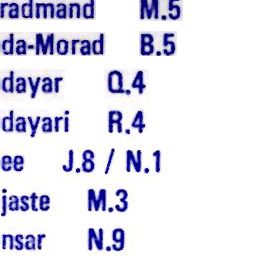 radmand M.5
da-Morad B.5
dayar Q.4
dayari R.4
ee J.8 / N.1
jaste M.3
nsar N.9